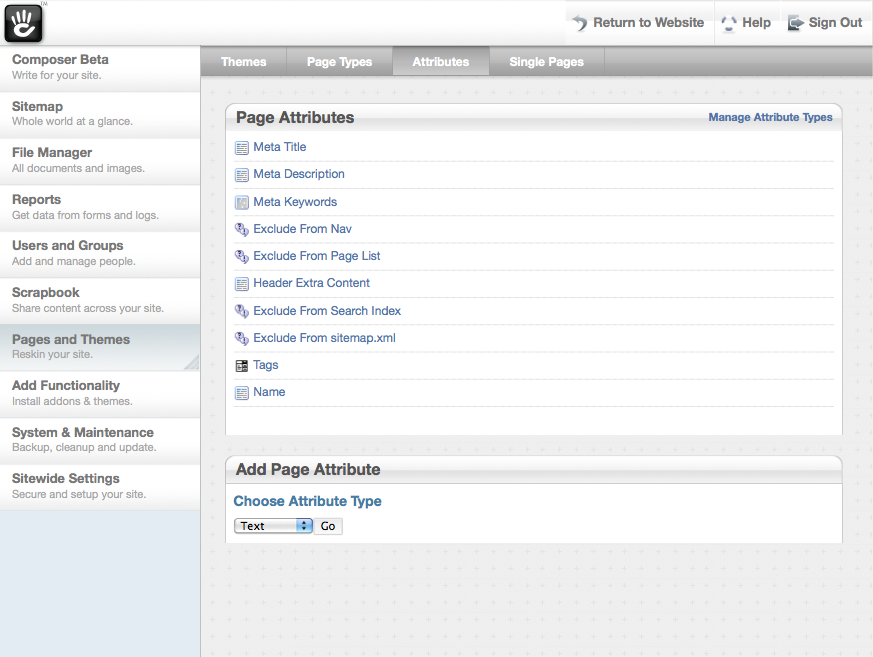 TM
Return to Website
Help
Sign Out
Composer Beta
Write for your site.
Sitemap
Whole world at a glance.
File Manager
All documents and images.
Reports
Get data from forms and logs.
Users and Groups
Add and manage people.
Scrapbook
Share content across your site.
Pages and Themes
Reskin your site.
Add Functionality
Install addons & themes.
System & Maintenance
Backup, cleanup and update.
Sitewide Settings
Secure and setup your site.
Themes
Page Types
Attributes
Single Pages
Page Attributes
Manage Attribute Types
Meta Title
Meta Description
Meta Keywords
Exclude From Nav
Exclude From Page List
Header Extra Content
Exclude From Search Index
Exclude From sitemap.xml
Tags
Name
Add Page Attribute
Choose Attribute Type
Text
Go